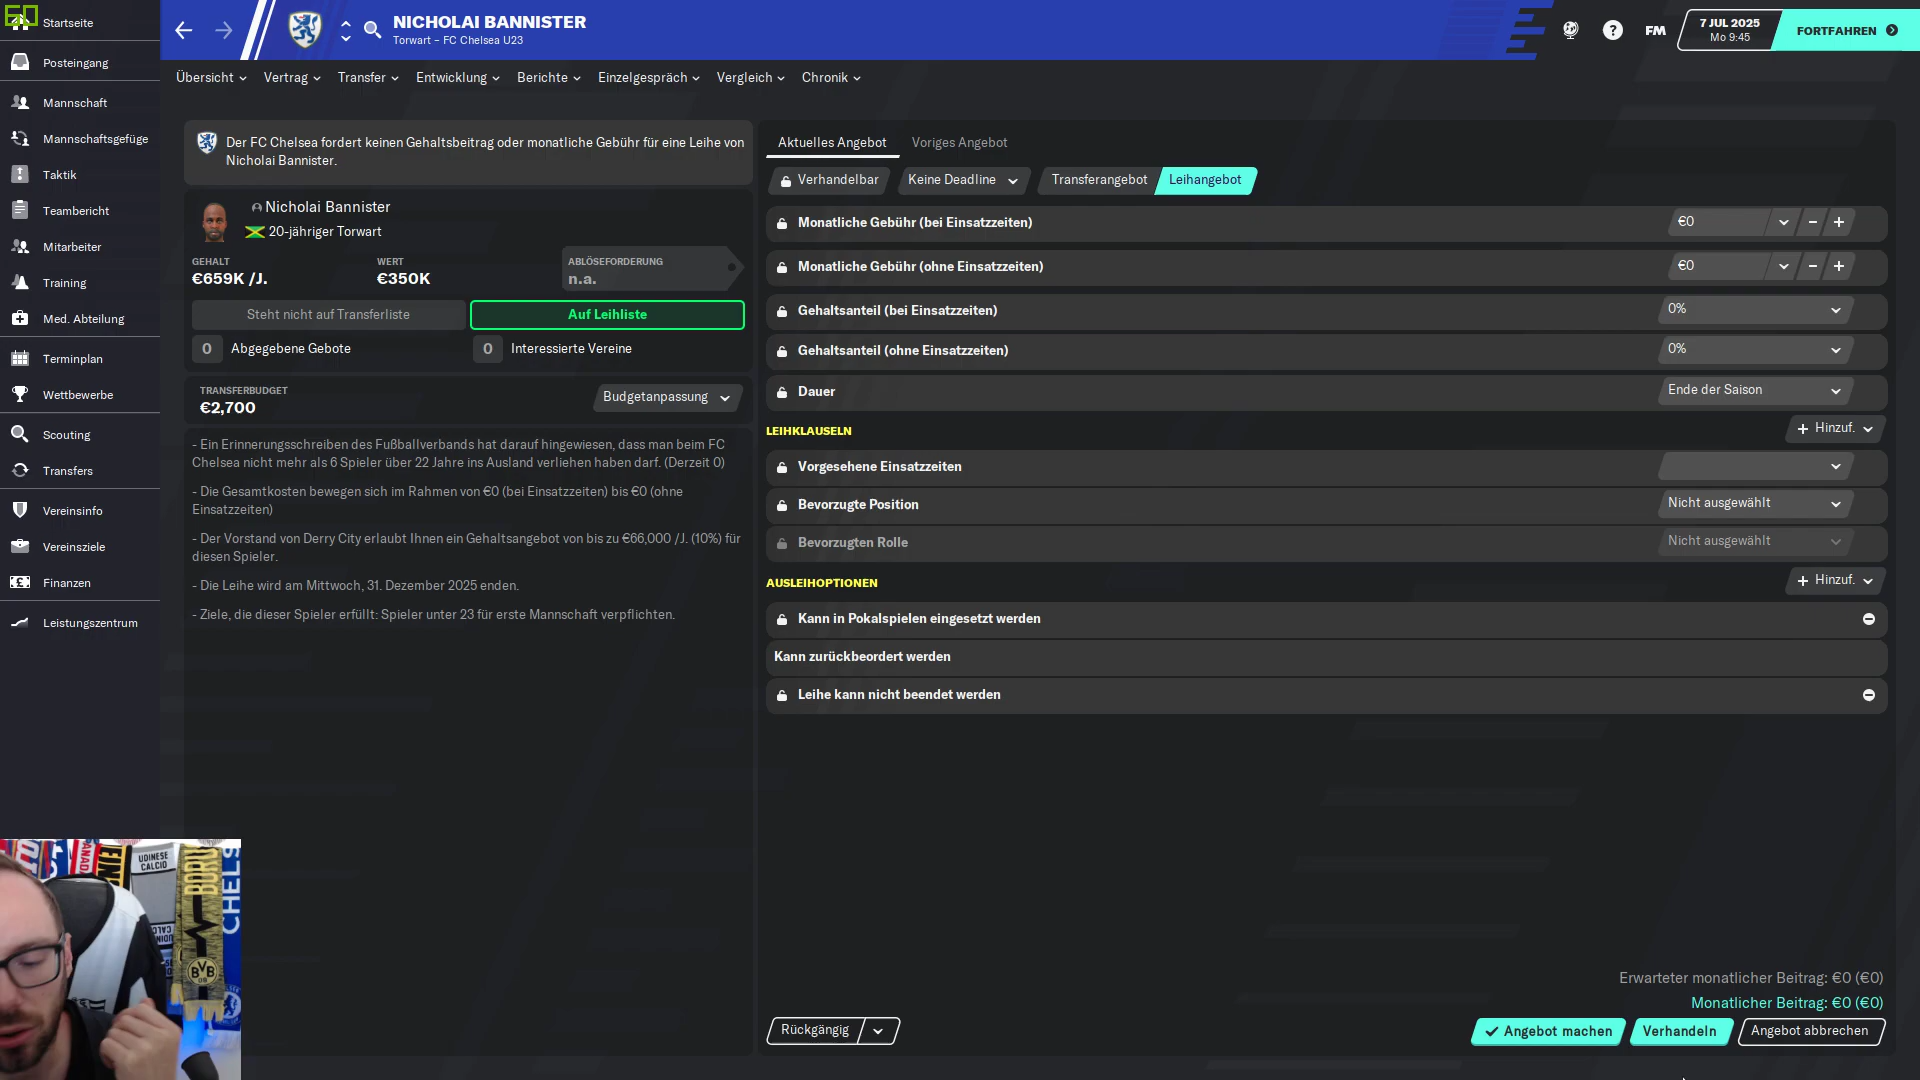 60
Startseite
Posteingang
Mannschaft
Mannschaftsgefüge
Taktik
Teambericht
Mitarbeiter
Training
Med. Abteilung
Terminplan
Wettbewerbe
Scouting
Transfers
Vereinsinfo
Vereinsziele
Finanzen
Leistungszentrum
NICHOLAI BANNISTER
Torwart – FC Chelsea U23
FM
7 JUL 2025
Mo 9:45
FORTFAHREN
Übersicht
Vertrag
Transfer
Entwicklung
Berichte
Einzelgespräch
Vergleich
Chronik
Der FC Chelsea fordert keinen Gehaltsbeitrag oder monatliche Gebühr für eine Leihe von
Nicholai Bannister.
Nicholai Bannister
20-jähriger Torwart
GEHALT
€659K /J.
WERT
€350K
ABLÖSEFORDERUNG
n.a.
Steht nicht auf Transferliste
Auf Leihliste
0 Abgegebene Gebote
0 Interessierte Vereine
TRANSFERBUDGET
€2,700
Budgetanpassung
- Ein Erinnerungsschreiben des Fußballverbands hat darauf hingewiesen, dass man beim FC
Chelsea nicht mehr als 6 Spieler über 22 Jahre ins Ausland verliehen haben darf. (Derzeit 0)
- Die Gesamtkosten bewegen sich im Rahmen von €0 (bei Einsatzzeiten) bis €0 (ohne
Einsatzzeiten)
- Der Vorstand von Derry City erlaubt Ihnen ein Gehaltsangebot von bis zu €66,000 /J. (10%) für
diesen Spieler.
- Die Leihe wird am Mittwoch, 31. Dezember 2025 enden.
- Ziele, die dieser Spieler erfüllt: Spieler unter 23 für erste Mannschaft verpflichten.
Aktuelles Angebot
Voriges Angebot
Verhandelbar
Keine Deadline
Transferangebot
Leihangebot
Monatliche Gebühr (bei Einsatzzeiten)
€0
Monatliche Gebühr (ohne Einsatzzeiten)
€0
Gehaltsanteil (bei Einsatzzeiten)
0%
Gehaltsanteil (ohne Einsatzzeiten)
0%
Dauer
Ende der Saison
LEIHKLAUSELN
+ Hinzuf.
Vorgesehene Einsatzzeiten
Bevorzugte Position
Nicht ausgewählt
Bevorzugten Rolle
Nicht ausgewählt
AUSLEIHOPTIONEN
+ Hinzuf.
Kann in Pokalspielen eingesetzt werden
Kann zurückbeordert werden
Leihe kann nicht beendet werden
Erwarteter monatlicher Beitrag: €0 (€0)
Monatlicher Beitrag: €0 (€0)
Rückgängig
Angebot machen
Verhandeln
Angebot abbrechen
UDINESE
CALCIO
BORU
CHELS
BVB